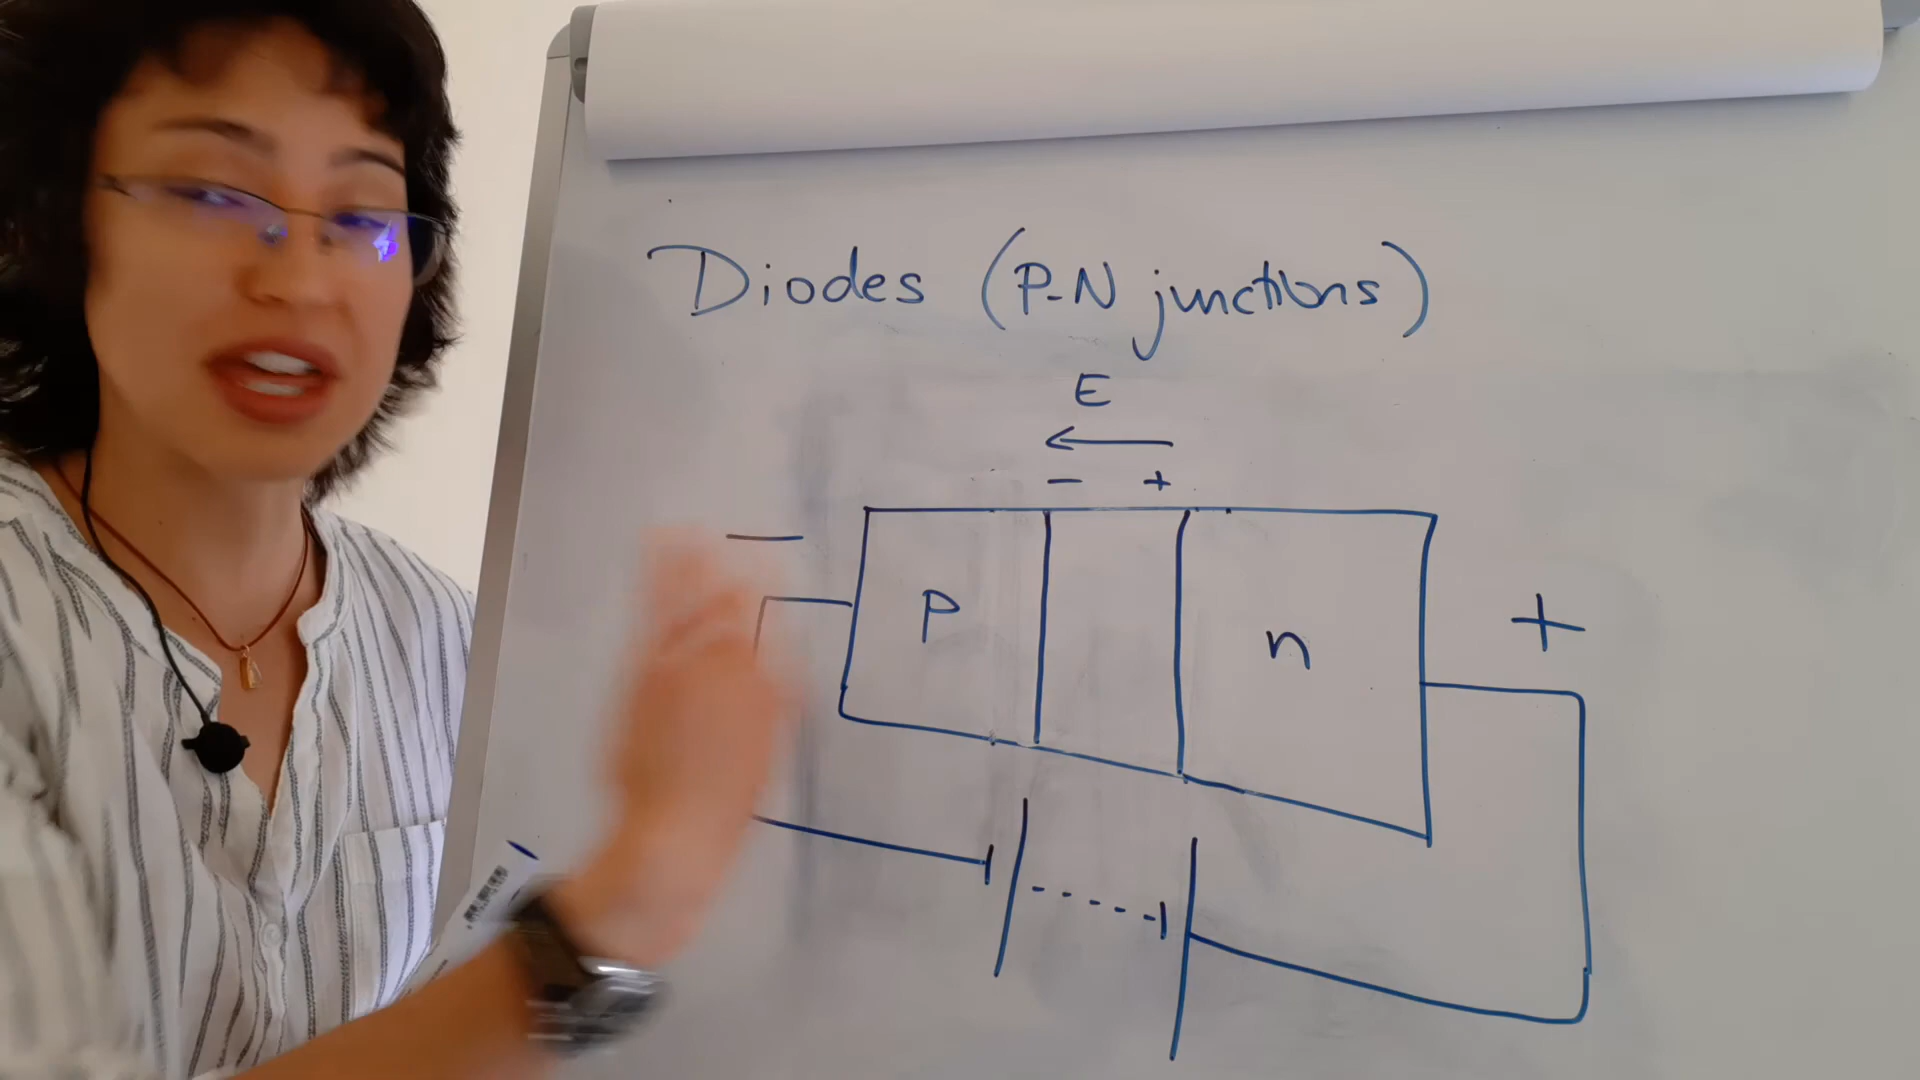 Diodes (P-N junctions)
E
- +
-
P
n
+